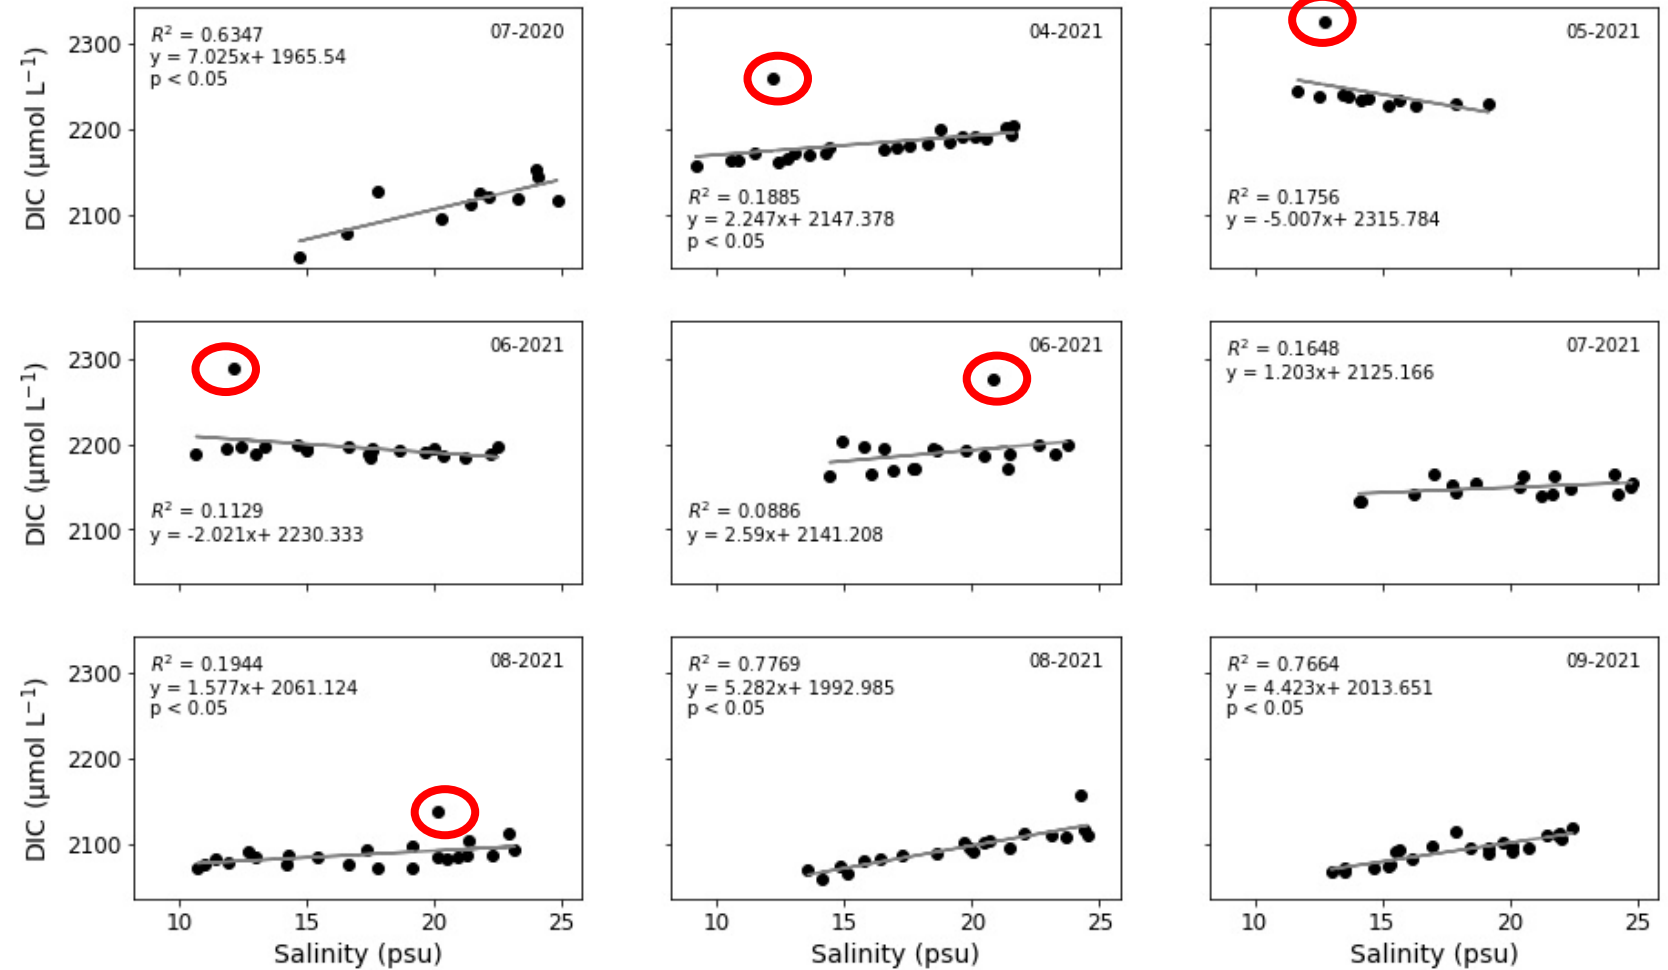 DIC (μmol L⁻¹)
2300
2200
2100
R² = 0.6347
y = 7.025x+ 1965.54
p < 0.05
07-2020
04-2021
R² = 0.1885
y = 2.247x+ 2147.378
p < 0.05
05-2021
R² = 0.1756
y = -5.007x+ 2315.784
DIC (μmol L⁻¹)
2300
2200
2100
06-2021
R² = 0.1129
y = -2.021x+ 2230.333
06-2021
R² = 0.0886
y = 2.59x+ 2141.208
R² = 0.1648
y = 1.203x+ 2125.166
07-2021
DIC (μmol L⁻¹)
2300
2200
2100
R² = 0.1944
y = 1.577x+ 2061.124
p < 0.05
08-2021
10 15 20 25
Salinity (psu)
R² = 0.7769
y = 5.282x+ 1992.985
p < 0.05
08-2021
10 15 20 25
Salinity (psu)
R² = 0.7664
y = 4.423x+ 2013.651
p < 0.05
09-2021
10 15 20 25
Salinity (psu)